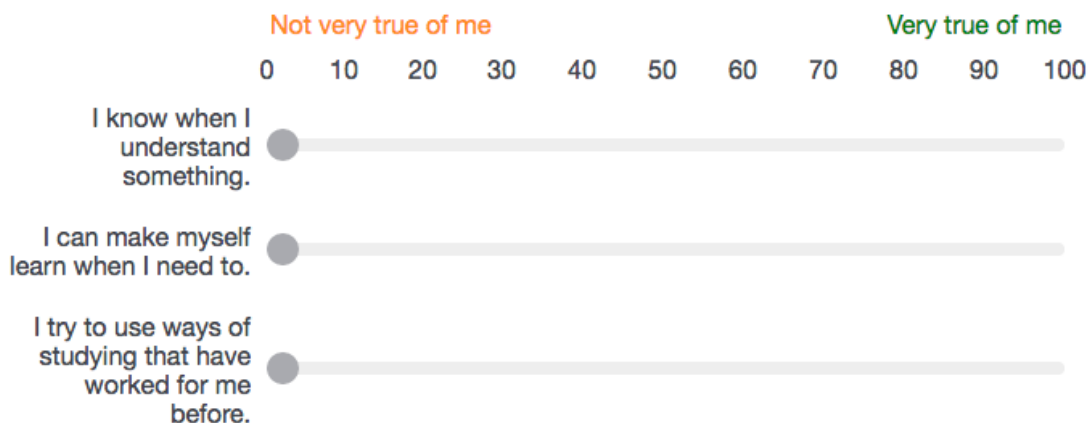 Not very true of me Very true of me
0 10 20 30 40 50 60 70 80 90 100
I know when I
understand
something.
I can make myself
learn when I need to.
I try to use ways of
studying that have
worked for me
before.